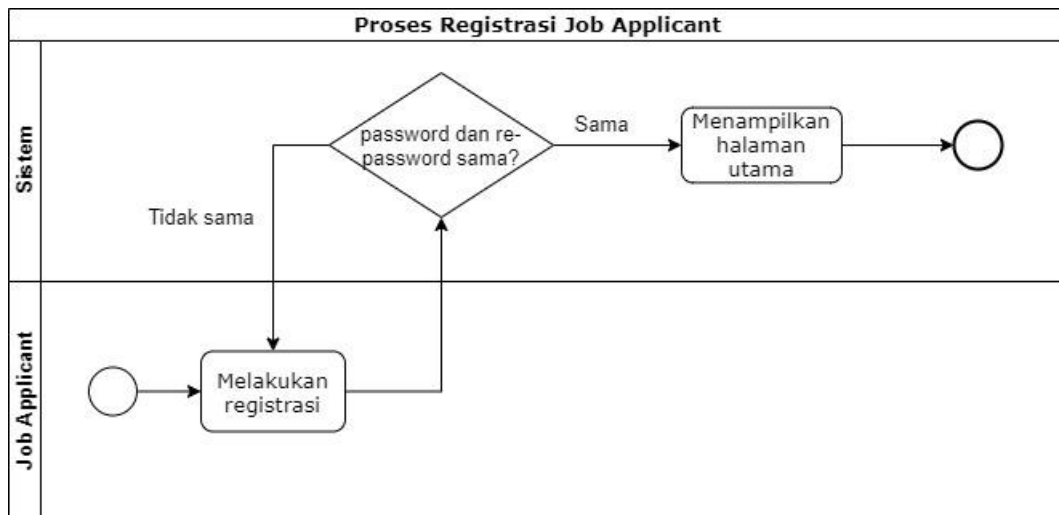 Proses Registrasi Job Applicant
Sistem
password dan re-
password sama?
Sama
Menampilkan
halaman
utama
Tidak sama
Job Applicant
Melakukan
registrasi